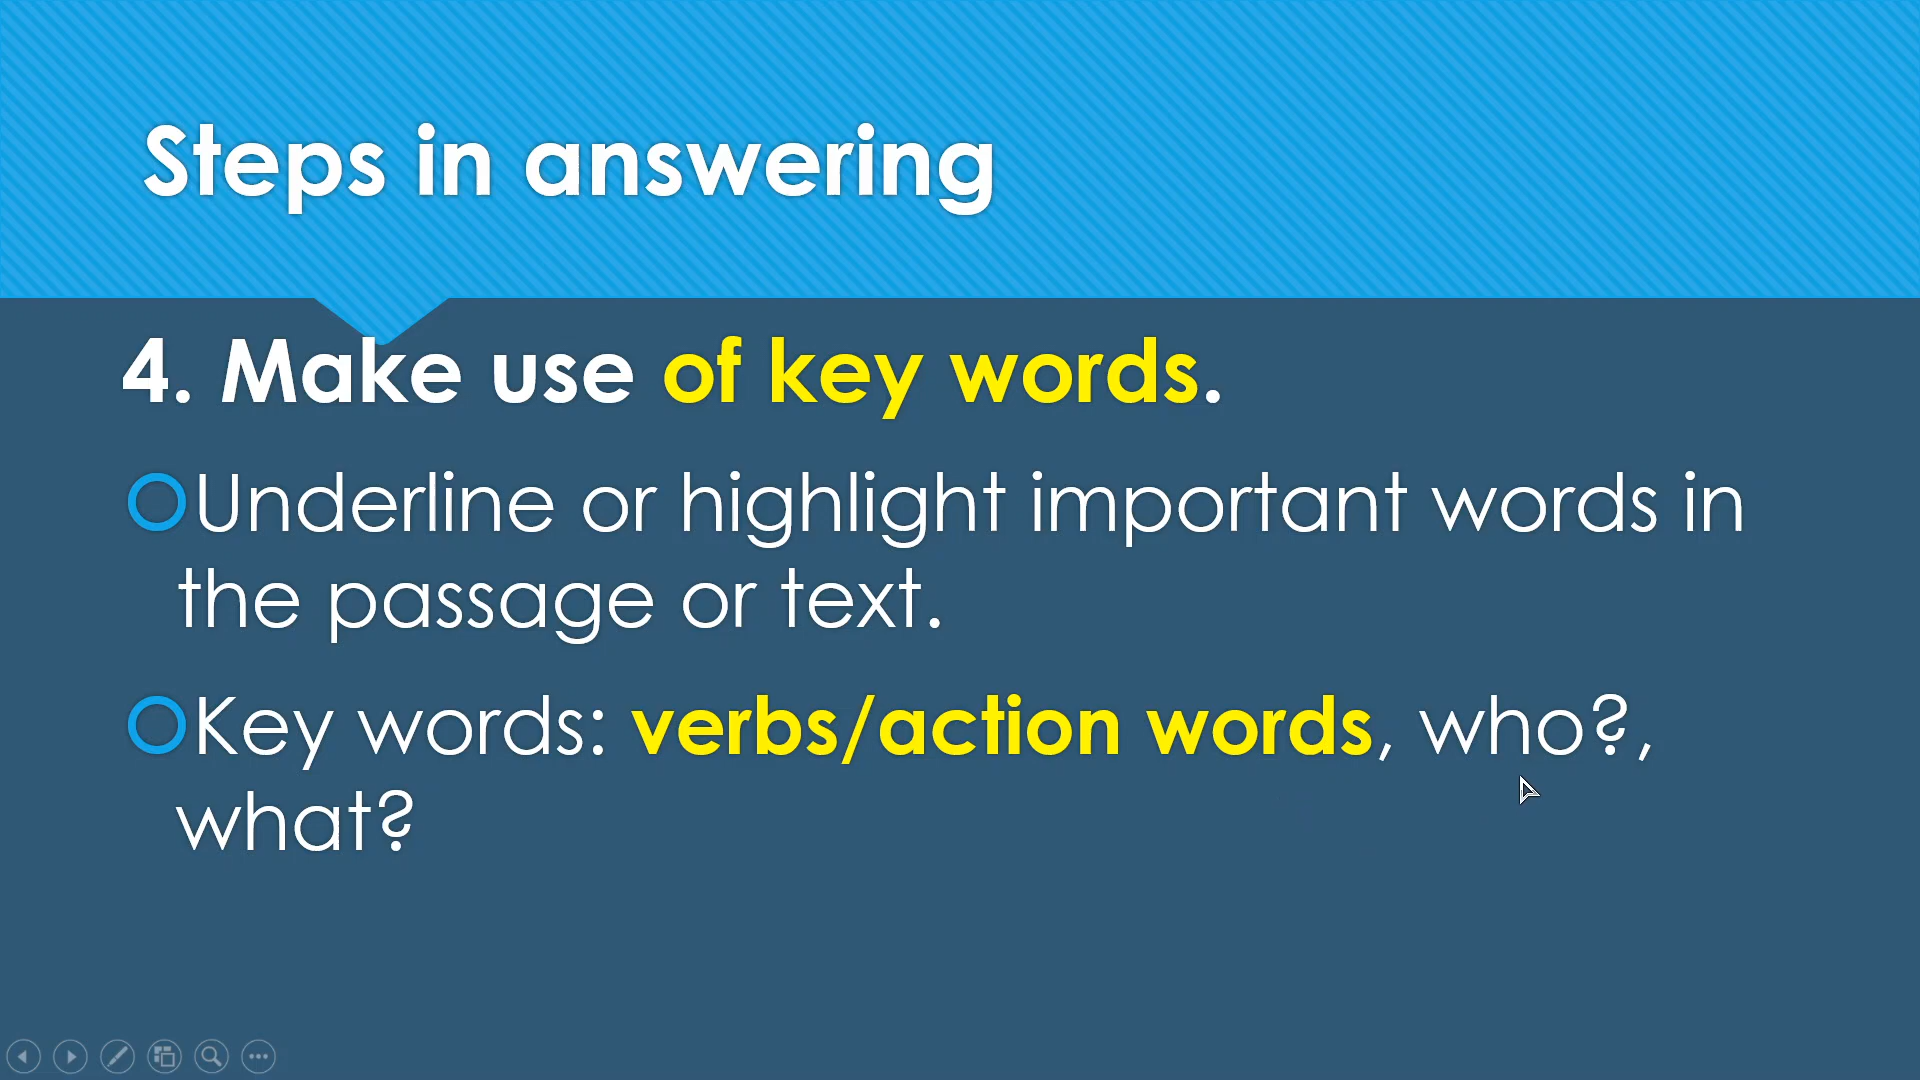 Steps in answering
4. Make use of key words.
Underline or highlight important words in
the passage or text.
Key words: verbs/action words, who?,
what?